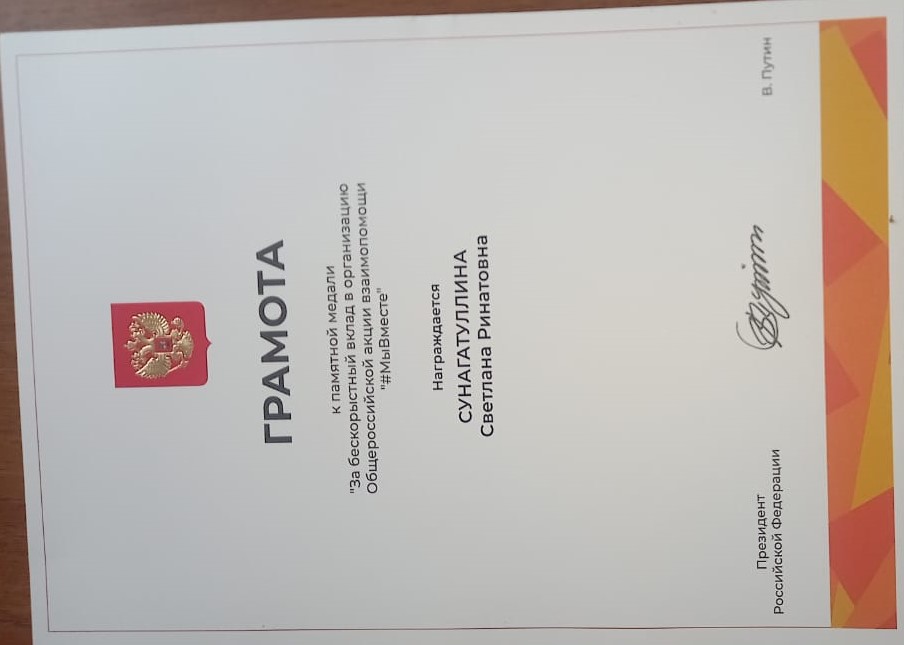 ГРАМОТА
к памятной медали
"За бескорыстный вклад в организацию
Общероссийской акции взаимопомощи
"#МыВместе"
Награждается
СУНАГАТУЛЛИНА
Светлана Ринатовна
Президент
Российской Федерации
В. Путин